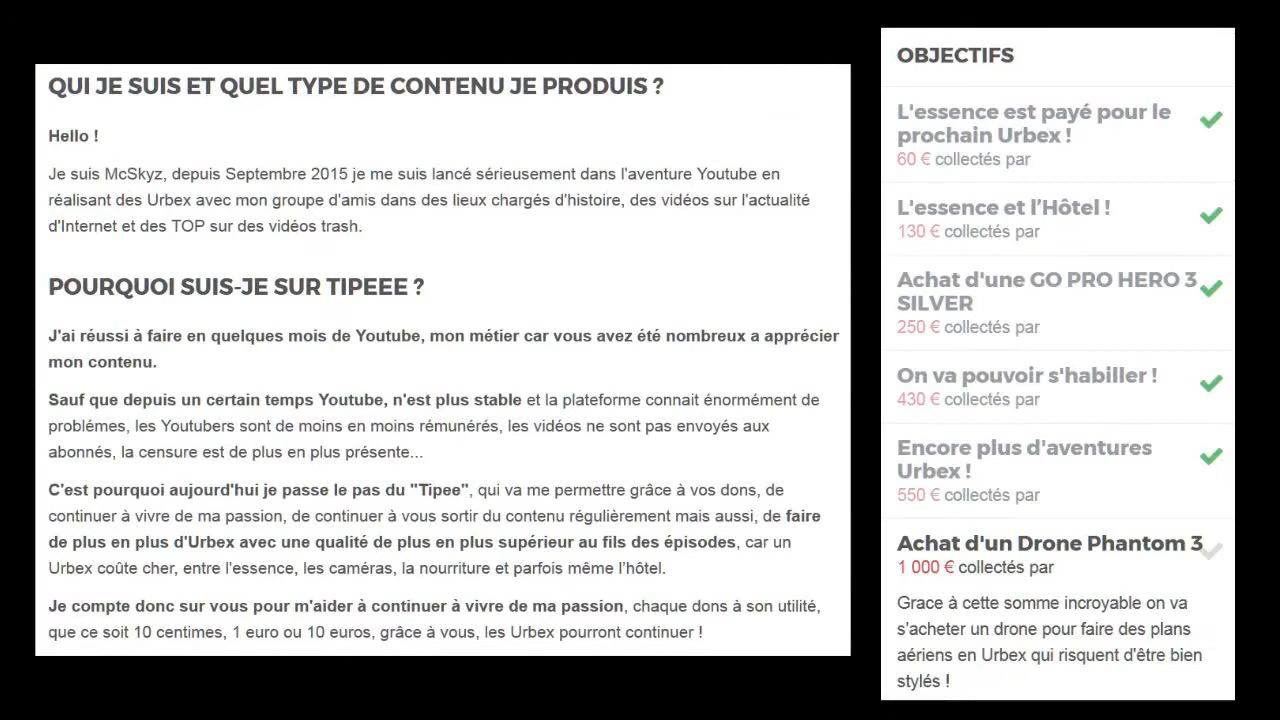 QUI JE SUIS ET QUEL TYPE DE CONTENU JE PRODUIS ?
Hello !
Je suis McSkyz, depuis Septembre 2015 je me suis lancé sérieusement dans l'aventure Youtube en
réalisant des Urbex avec mon groupe d'amis dans des lieux chargés d'histoire, des vidéos sur l'actualité
d'Internet et des TOP sur des vidéos trash.
POURQUOI SUIS-JE SUR TIPEEE ?
J'ai réussi à faire en quelques mois de Youtube, mon métier car vous avez été nombreux a apprécier
mon contenu.
Sauf que depuis un certain temps Youtube, n'est plus stable et la plateforme connait énormément de
problémes, les Youtubers sont de moins en moins rémunérés, les vidéos ne sont pas envoyés aux
abonnés, la censure est de plus en plus présente...
C'est pourquoi aujourd'hui je passe le pas du "Tipee", qui va me permettre grâce à vos dons, de
continuer à vivre de ma passion, de continuer à vous sortir du contenu régulièrement mais aussi, de faire
de plus en plus d'Urbex avec une qualité de plus en plus supérieur au fils des épisodes, car un
Urbex coûte cher, entre l'essence, les caméras, la nourriture et parfois même l'hôtel.
Je compte donc sur vous pour m'aider à continuer à vivre de ma passion, chaque dons à son utilité,
que ce soit 10 centimes, 1 euro ou 10 euros, grâce à vous, les Urbex pourront continuer !
OBJECTIFS
L'essence est payé pour le
prochain Urbex !
60 € collectés par
L'essence et l'Hôtel !
130 € collectés par
Achat d'une GO PRO HERO 3
SILVER
250 € collectés par
On va pouvoir s'habiller !
430 € collectés par
Encore plus d'aventures
Urbex !
550 € collectés par
Achat d'un Drone Phantom 3
1 000 € collectés par
Grace à cette somme incroyable on va
s'acheter un drone pour faire des plans
aériens en Urbex qui risquent d'être bien
stylés !